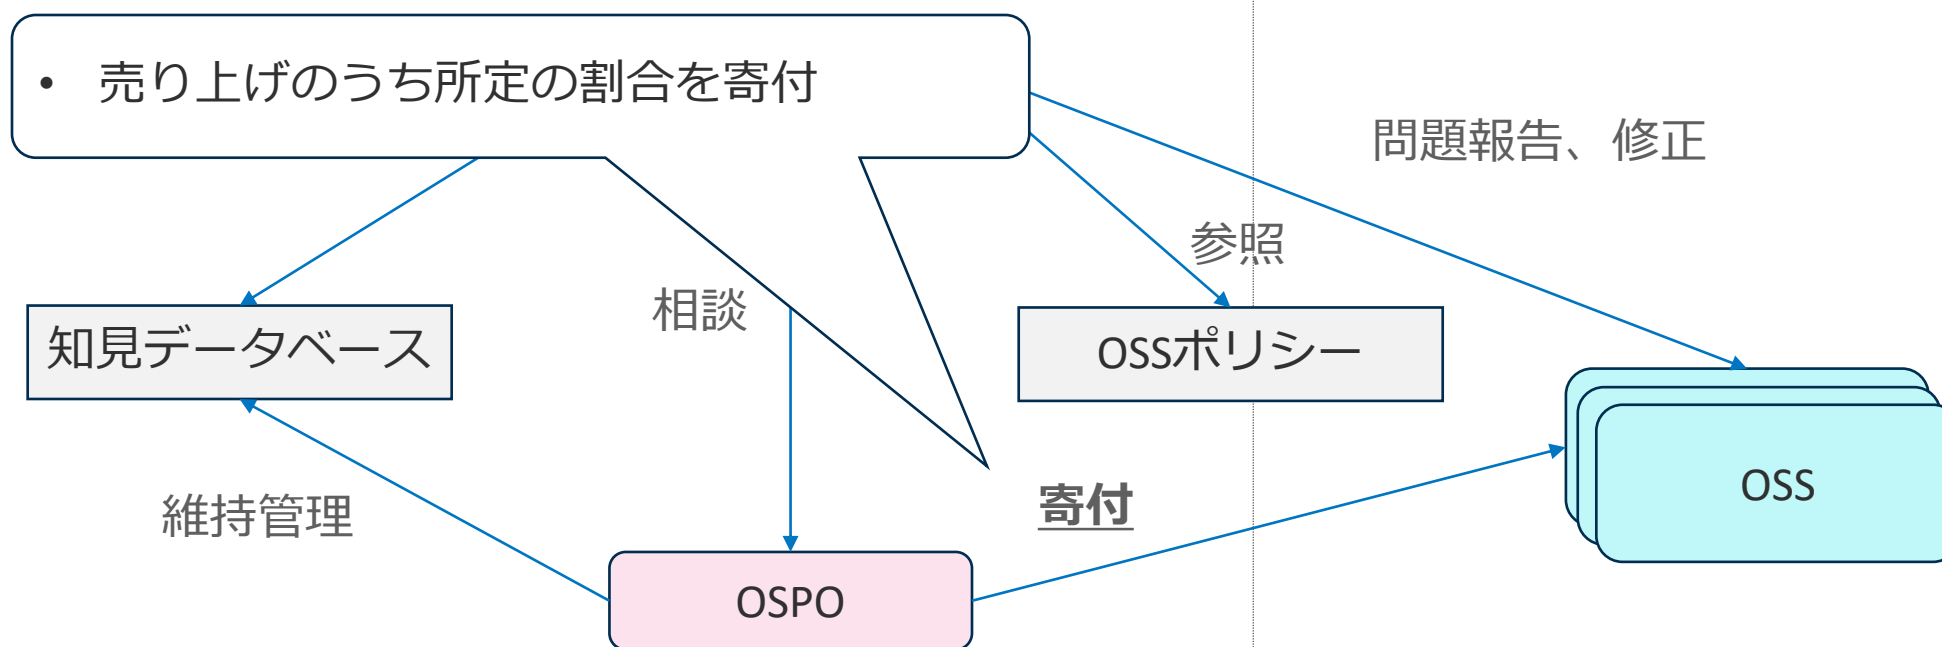 • 売り上げのうち所定の割合を寄付
問題報告、修正
参照
相談
知見データベース
OSSポリシー
維持管理
寄付
OSS
OSPO